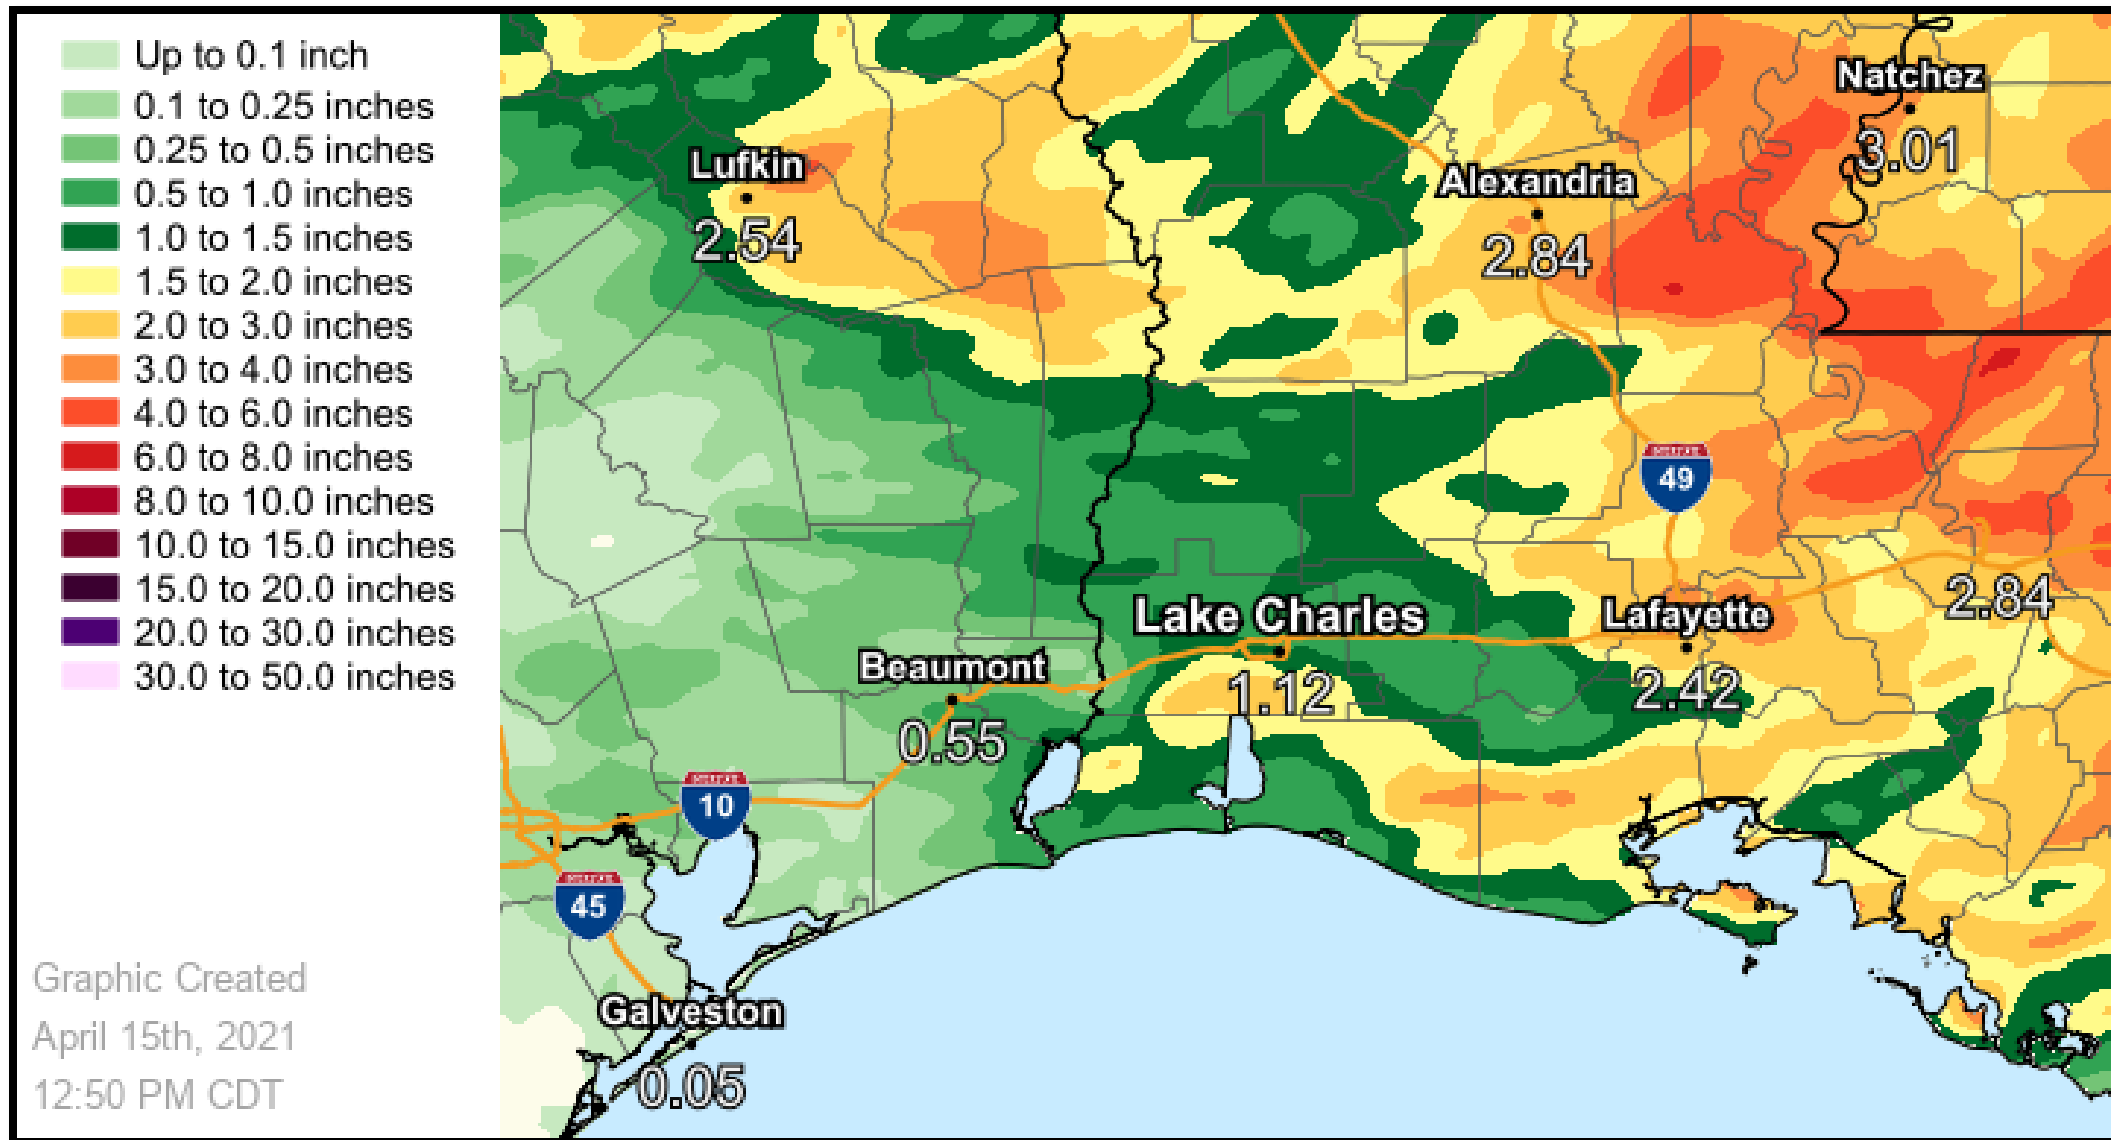 Up to 0.1 inch
0.1 to 0.25 inches
0.25 to 0.5 inches
0.5 to 1.0 inches
1.0 to 1.5 inches
1.5 to 2.0 inches
2.0 to 3.0 inches
3.0 to 4.0 inches
4.0 to 6.0 inches
6.0 to 8.0 inches
8.0 to 10.0 inches
10.0 to 15.0 inches
15.0 to 20.0 inches
20.0 to 30.0 inches
30.0 to 50.0 inches
Graphic Created
April 15th, 2021
12:50 PM CDT
Natchez
3.01
Lufkin
2.54
Alexandria
2.84
49
2.84
Lake Charles
1.12
Lafayette
2.42
Beaumont
0.55
10
45
Galveston
0.05